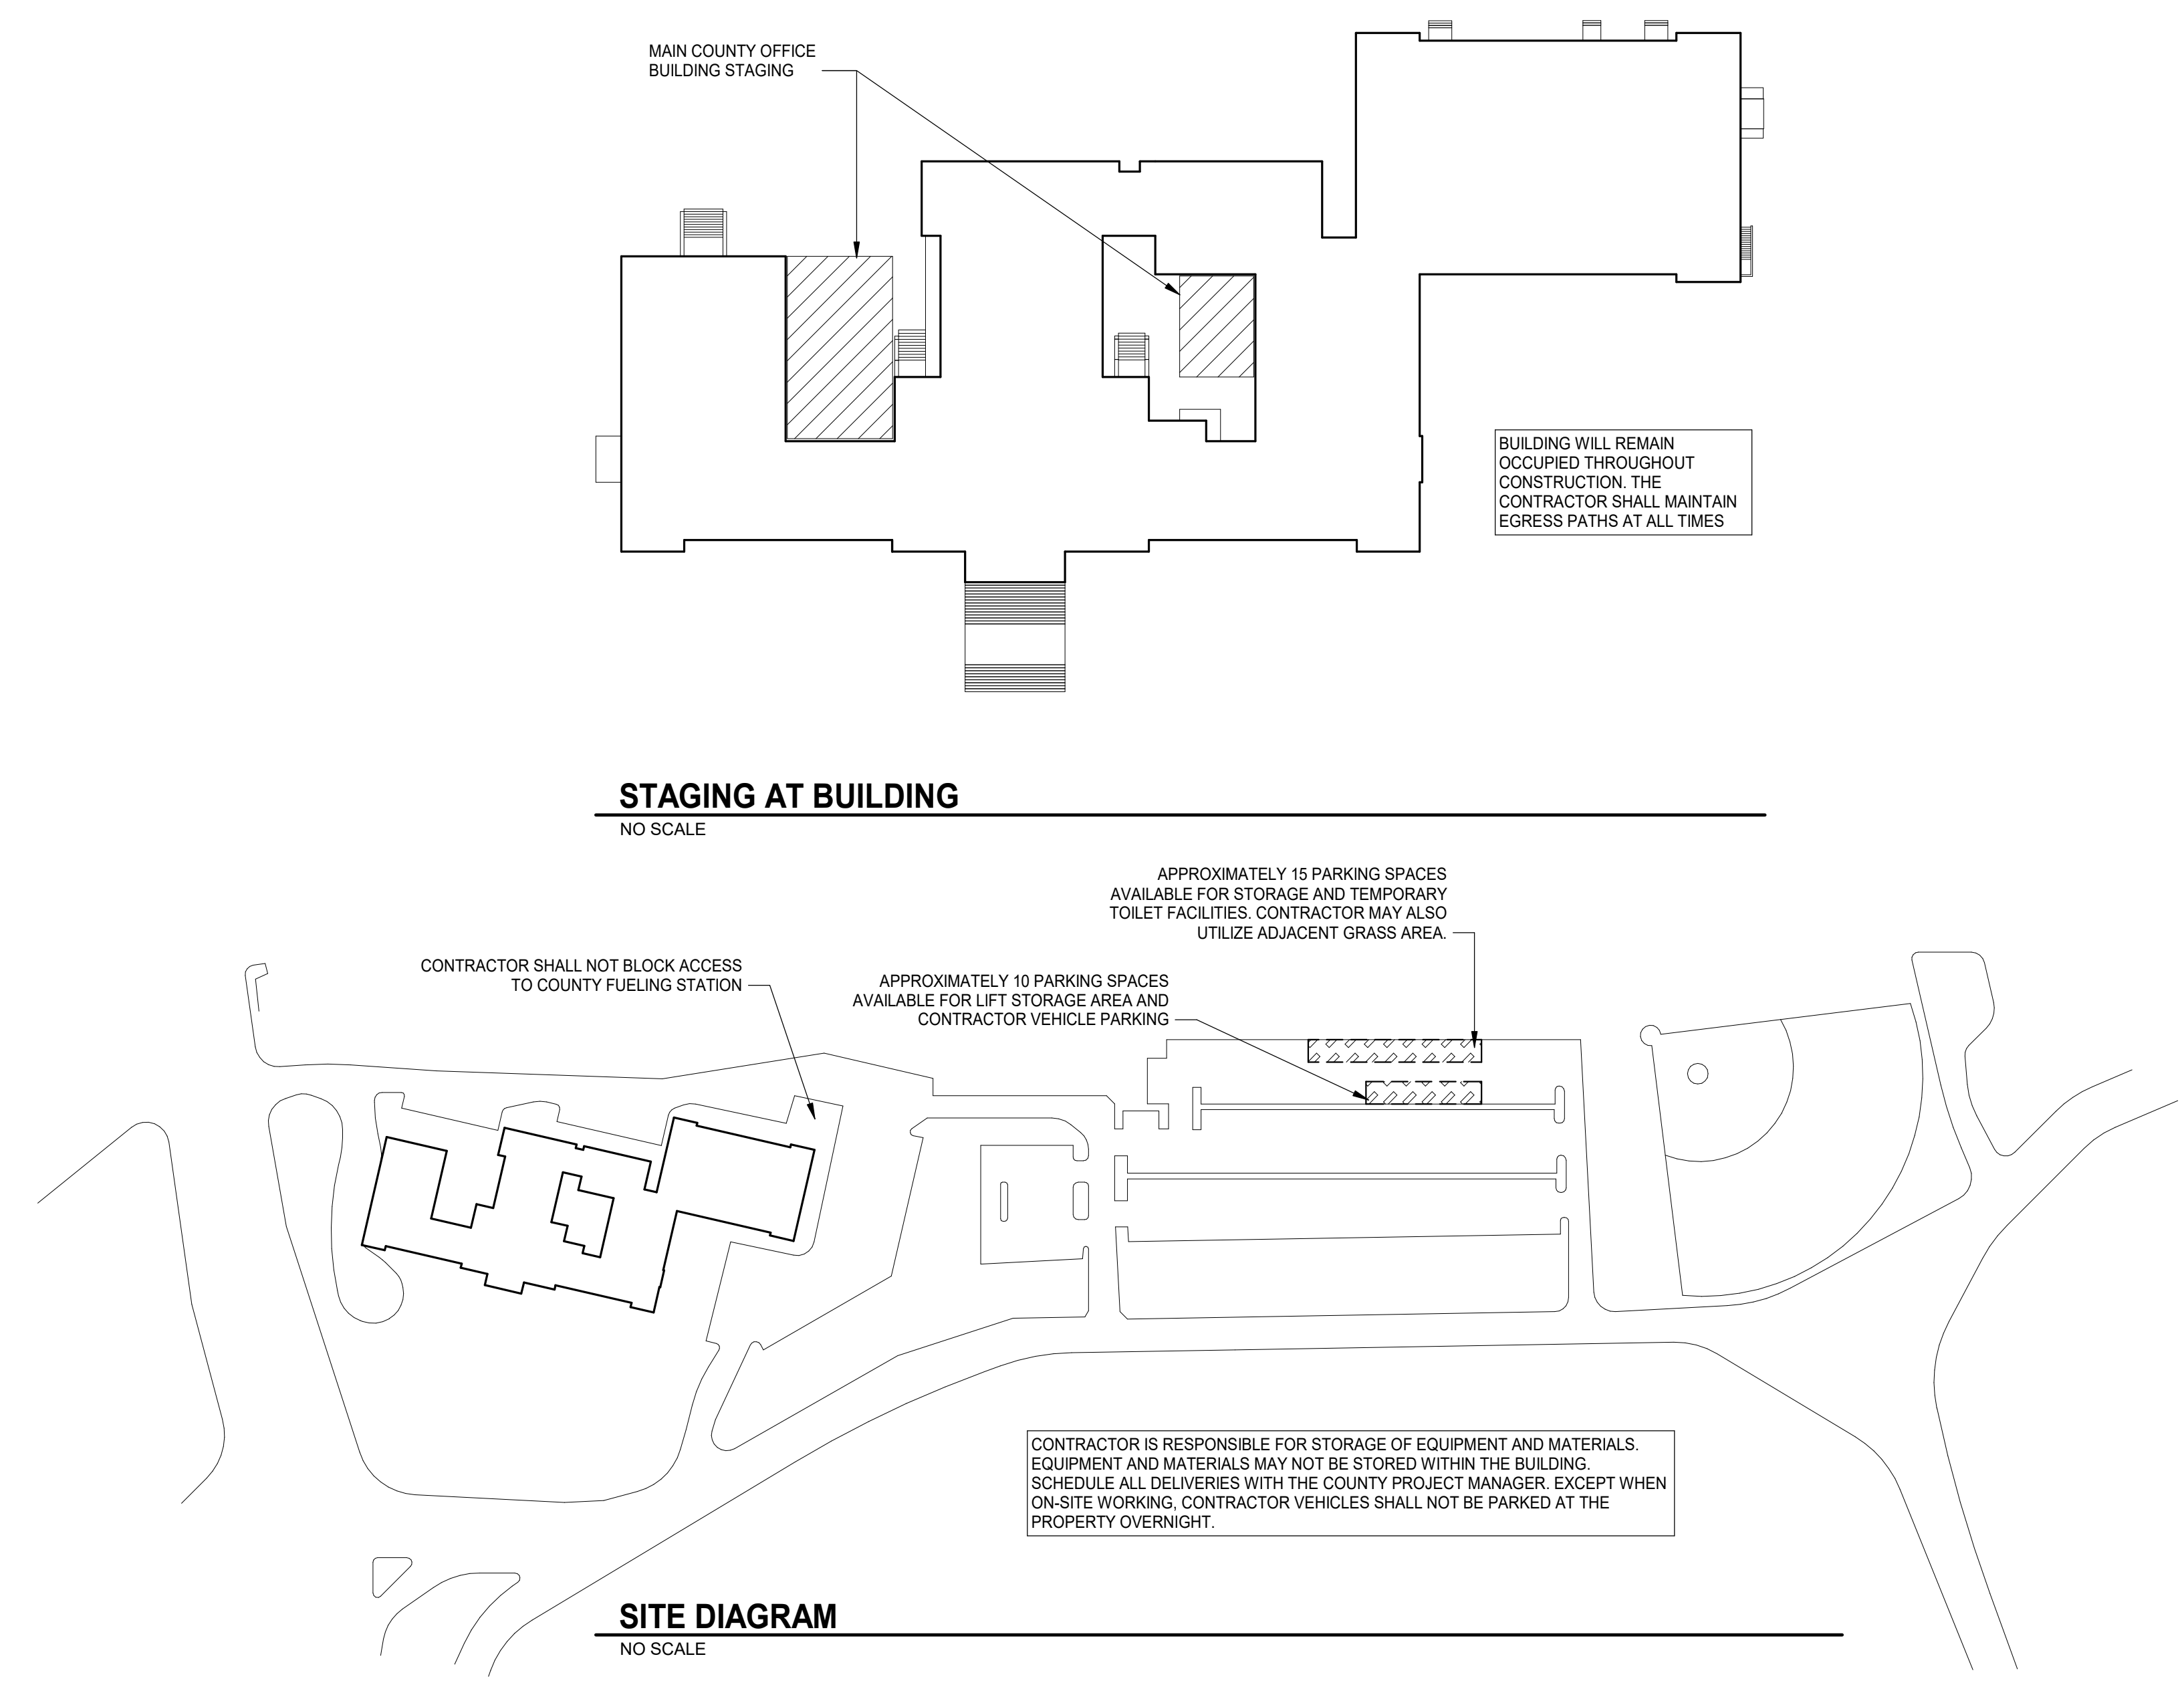 MAIN COUNTY OFFICE
BUILDING STAGING
BUILDING WILL REMAIN
OCCUPIED THROUGHOUT
CONSTRUCTION. THE
CONTRACTOR SHALL MAINTAIN
EGRESS PATHS AT ALL TIMES
STAGING AT BUILDING
NO SCALE
APPROXIMATELY 15 PARKING SPACES
AVAILABLE FOR STORAGE AND TEMPORARY
TOILET FACILITIES. CONTRACTOR MAY ALSO
UTILIZE ADJACENT GRASS AREA.
CONTRACTOR SHALL NOT BLOCK ACCESS
TO COUNTY FUELING STATION
APPROXIMATELY 10 PARKING SPACES
AVAILABLE FOR LIFT STORAGE AREA AND
CONTRACTOR VEHICLE PARKING
CONTRACTOR IS RESPONSIBLE FOR STORAGE OF EQUIPMENT AND MATERIALS.
EQUIPMENT AND MATERIALS MAY NOT BE STORED WITHIN THE BUILDING.
SCHEDULE ALL DELIVERIES WITH THE COUNTY PROJECT MANAGER. EXCEPT WHEN
ON-SITE WORKING, CONTRACTOR VEHICLES SHALL NOT BE PARKED AT THE
PROPERTY OVERNIGHT.
SITE DIAGRAM
NO SCALE